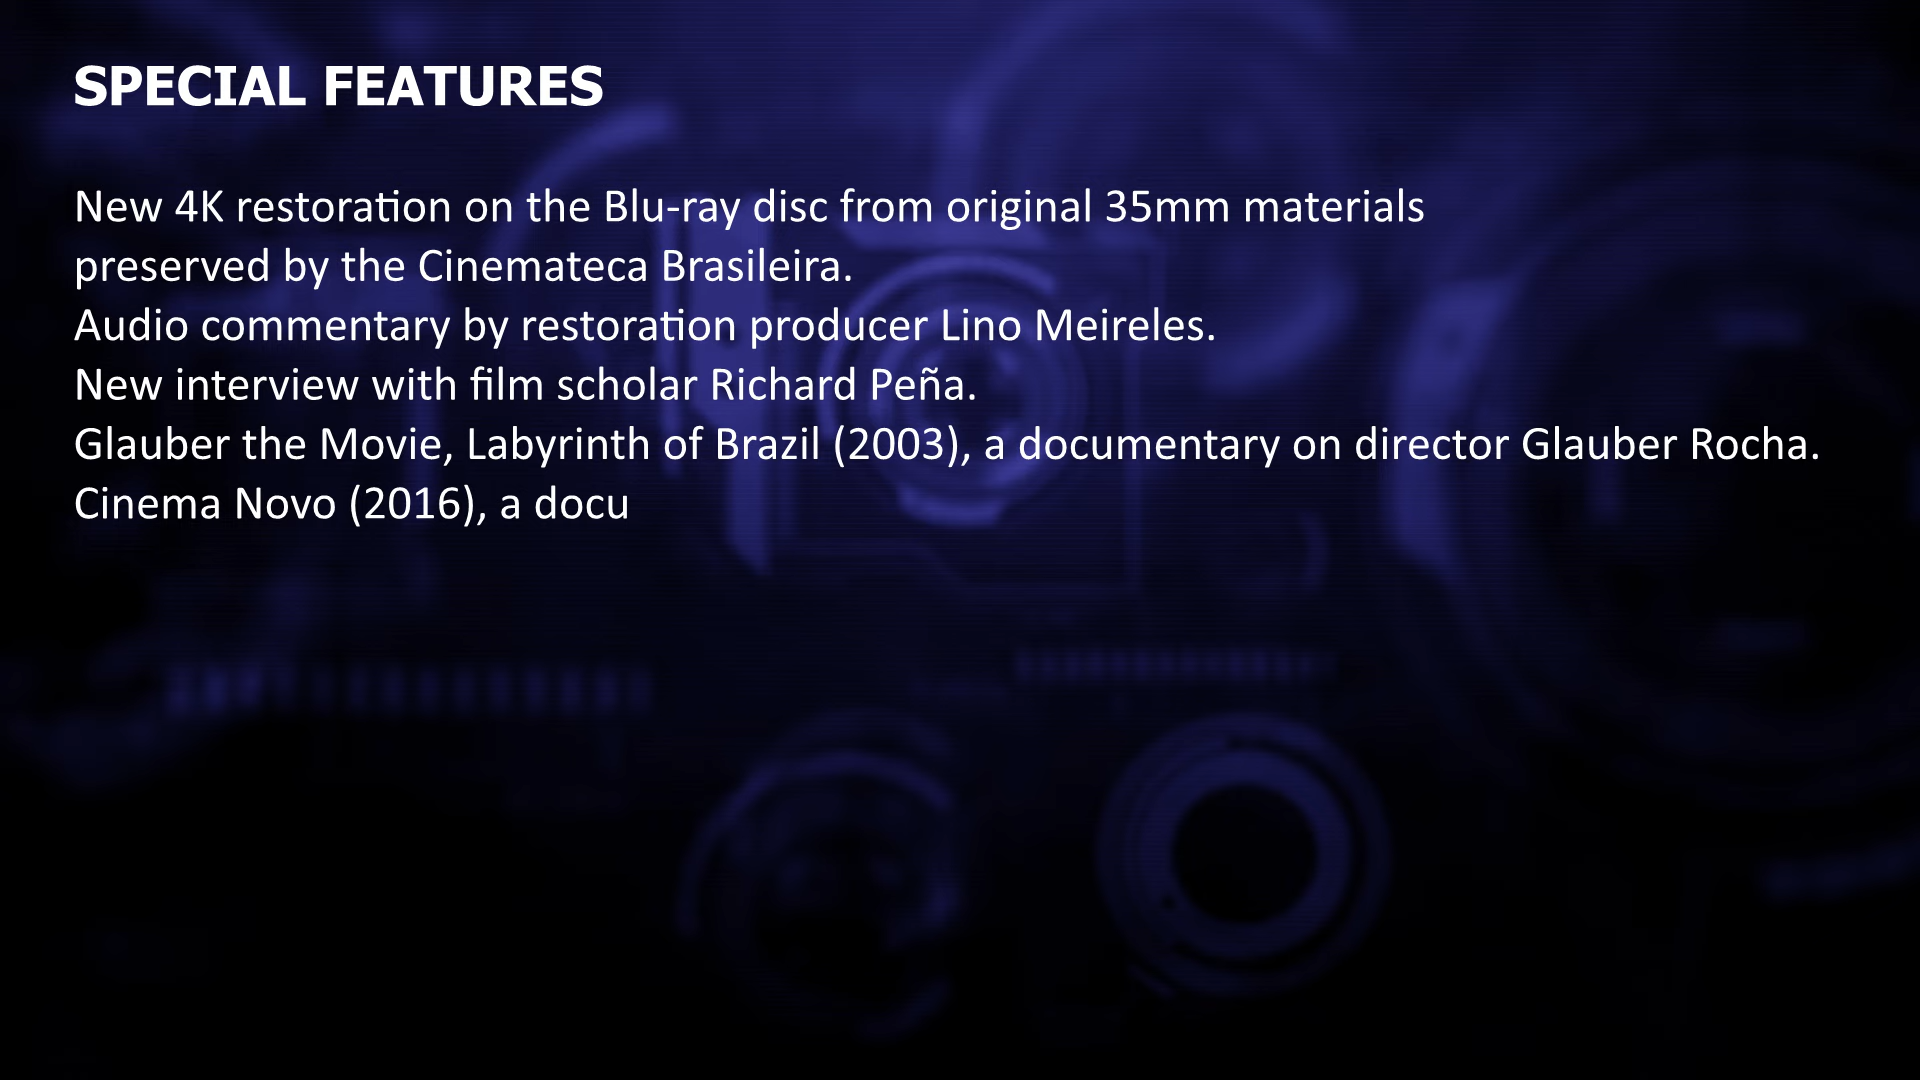 SPECIAL FEATURES
New 4K restoration on the Blu-ray disc from original 35mm materials
preserved by the Cinemateca Brasileira.
Audio commentary by restoration producer Lino Meireles.
New interview with film scholar Richard Peña.
Glauber the Movie, Labyrinth of Brazil (2003), a documentary on director Glauber Rocha.
Cinema Novo (2016), a docu